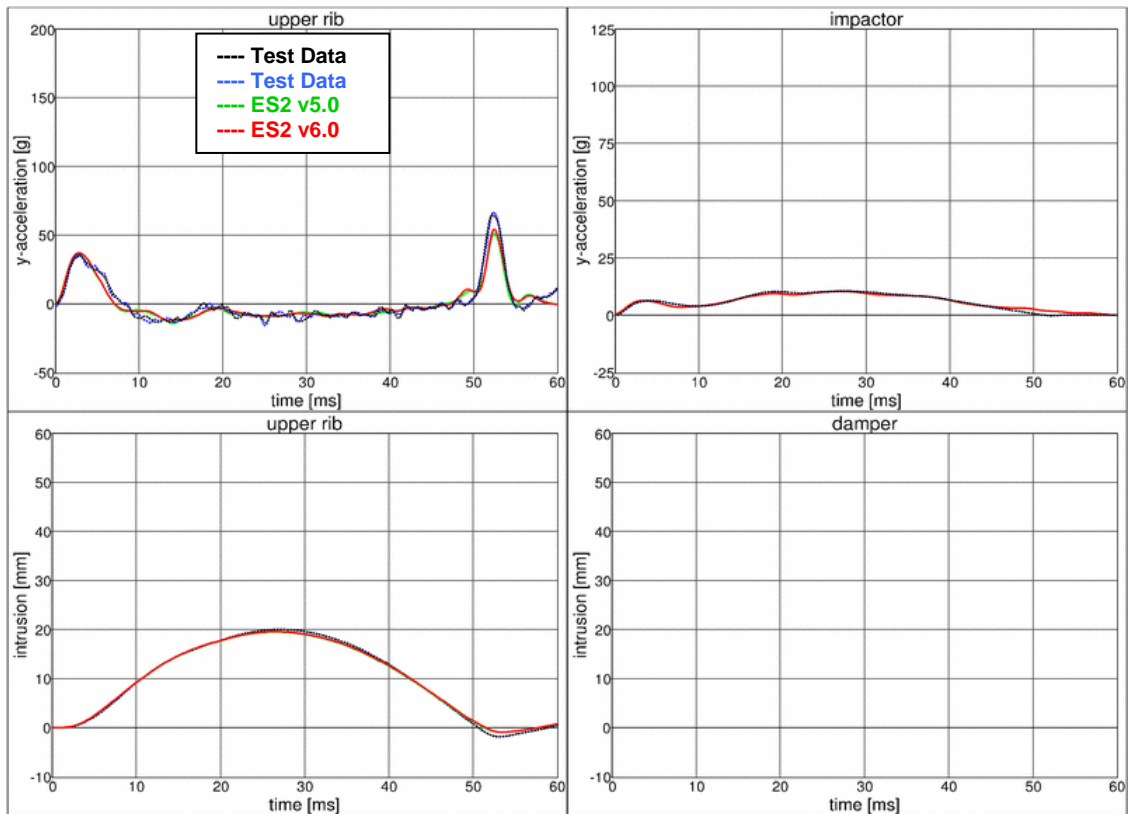 upper rib
200
150
100
50
0
-50
y-acceleration [g]
---- Test Data
---- Test Data
---- ES2 v5.0
---- ES2 v6.0
0 10 20 30 40 50 60
time [ms]
impactor
125
100
75
50
25
0
-25
y-acceleration [g]
0 10 20 30 40 50 60
time [ms]
upper rib
60
50
40
30
20
10
0
-10
intrusion [mm]
0 10 20 30 40 50 60
time [ms]
damper
60
50
40
30
20
10
0
-10
intrusion [mm]
0 10 20 30 40 50 60
time [ms]